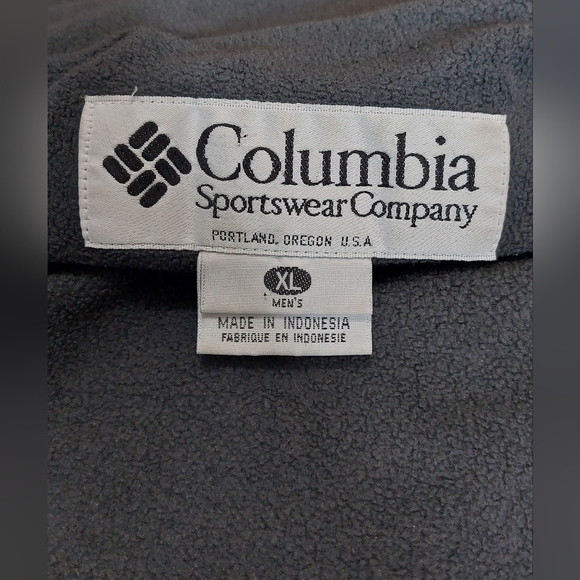 Columbia
Sportswear Company
PORTLAND, OREGON U.S.A.
XL
MEN'S
MADE IN INDONESIA
FABRIQUE EN INDONESIE